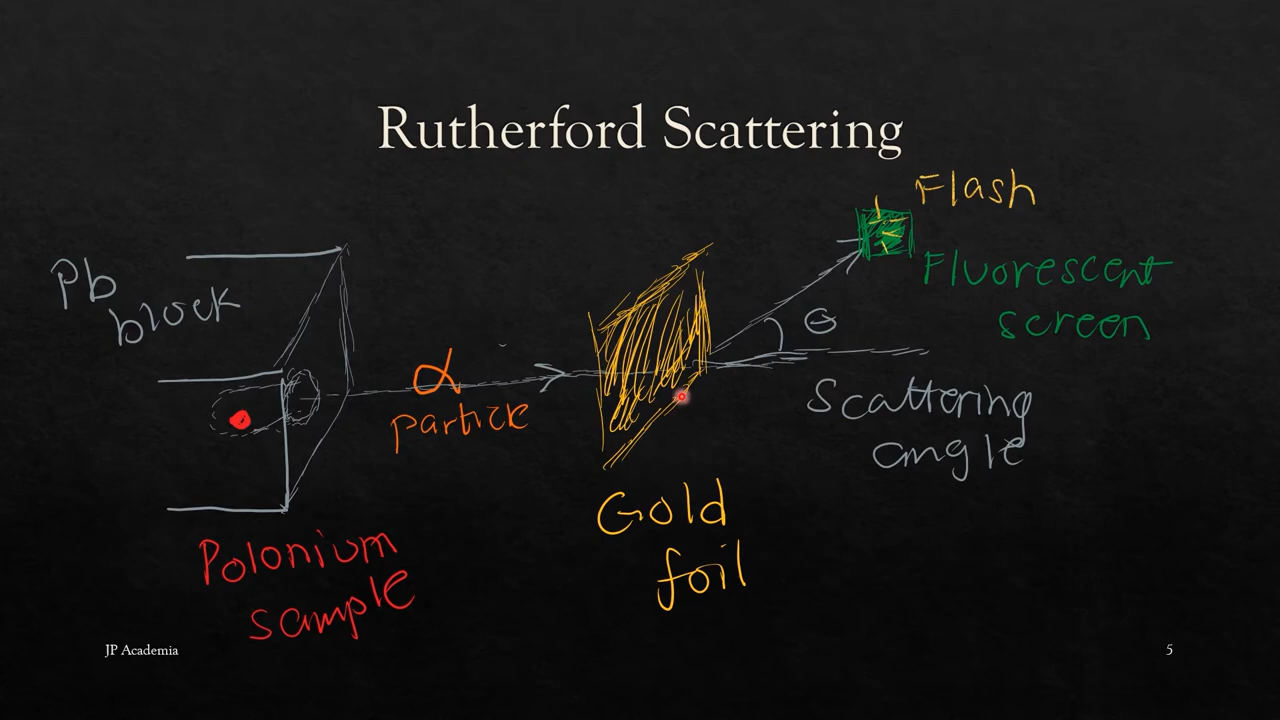 Rutherford Scattering
Flash
Fluorescent
screen
Pb
block
θ
α
particle
Scattering
angle
Gold
foil
Polonium
sample
JP Academia
5